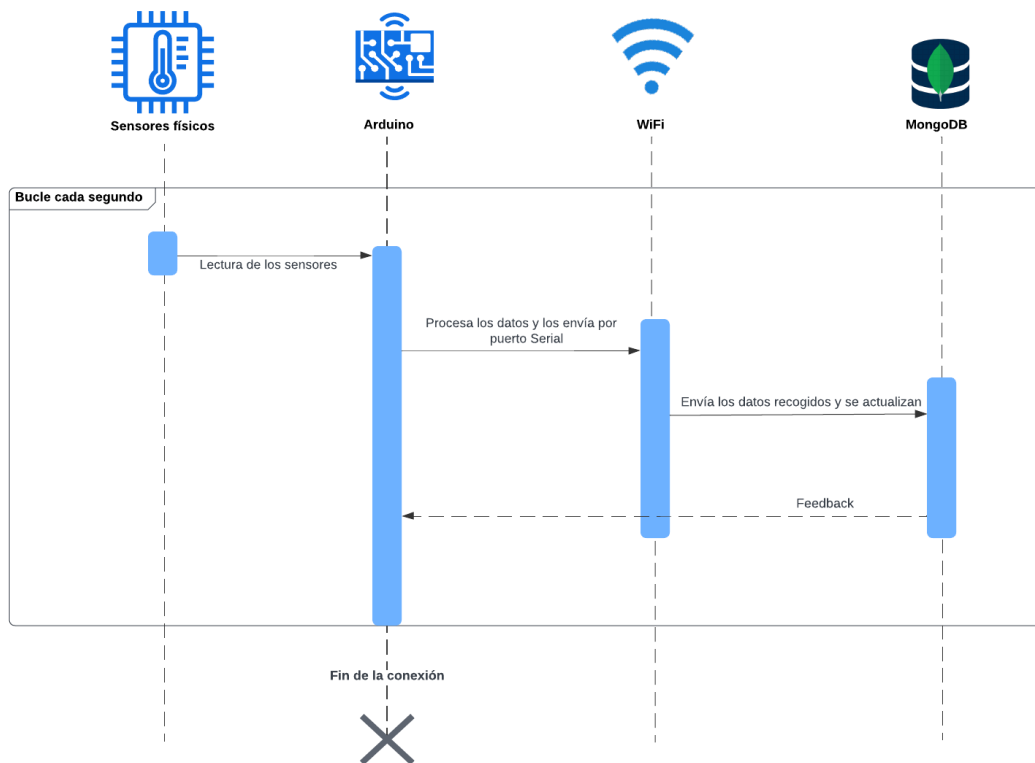 Sensores físicos
Arduino
WiFi
MongoDB
Bucle cada segundo
Lectura de los sensores
Procesa los datos y los envía por
puerto Serial
Envía los datos recogidos y se actualizan
Feedback
Fin de la conexión